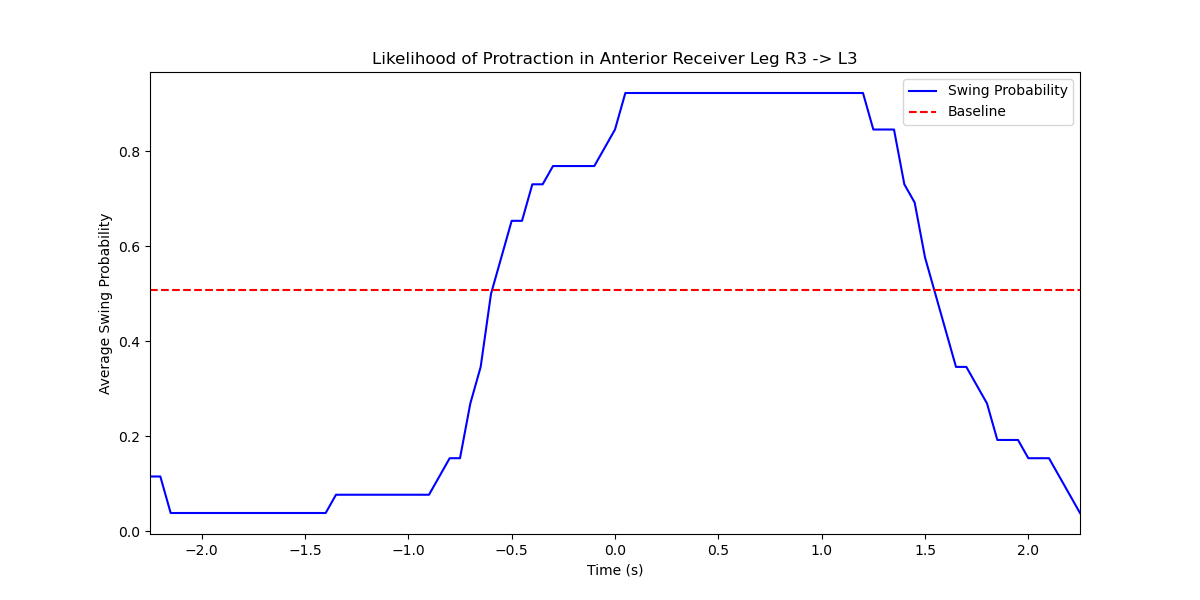 Likelihood of Protraction in Anterior Receiver Leg R3 -> L3
Swing Probability
Baseline
Average Swing Probability
0.8
0.6
0.4
0.2
0.0
−2.0 −1.5 −1.0 −0.5 0.0 0.5 1.0 1.5 2.0
Time (s)